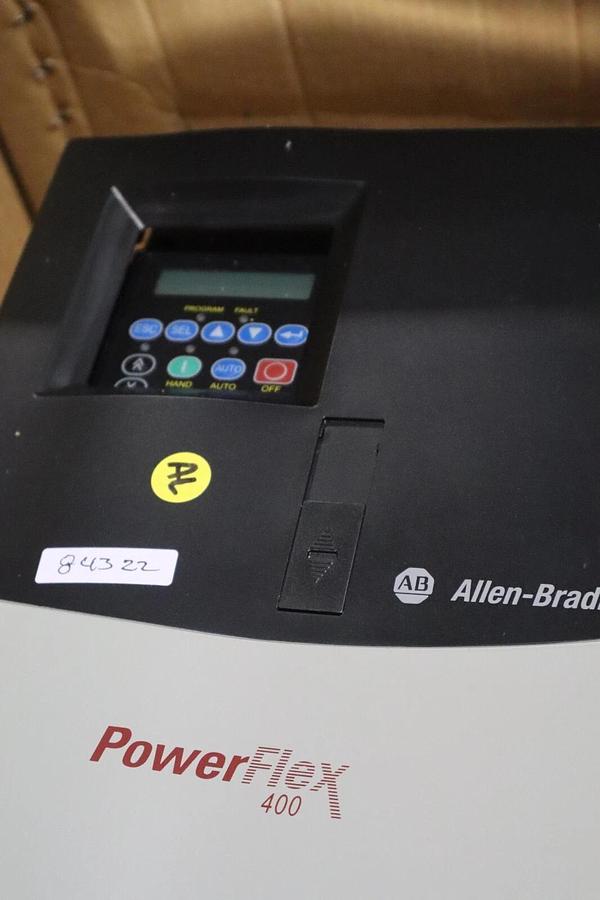 PROGRAM FAULT
ESC SEL
AUTO
HAND AUTO OFF
84322
AB Allen-Brad
PowerFlex
400